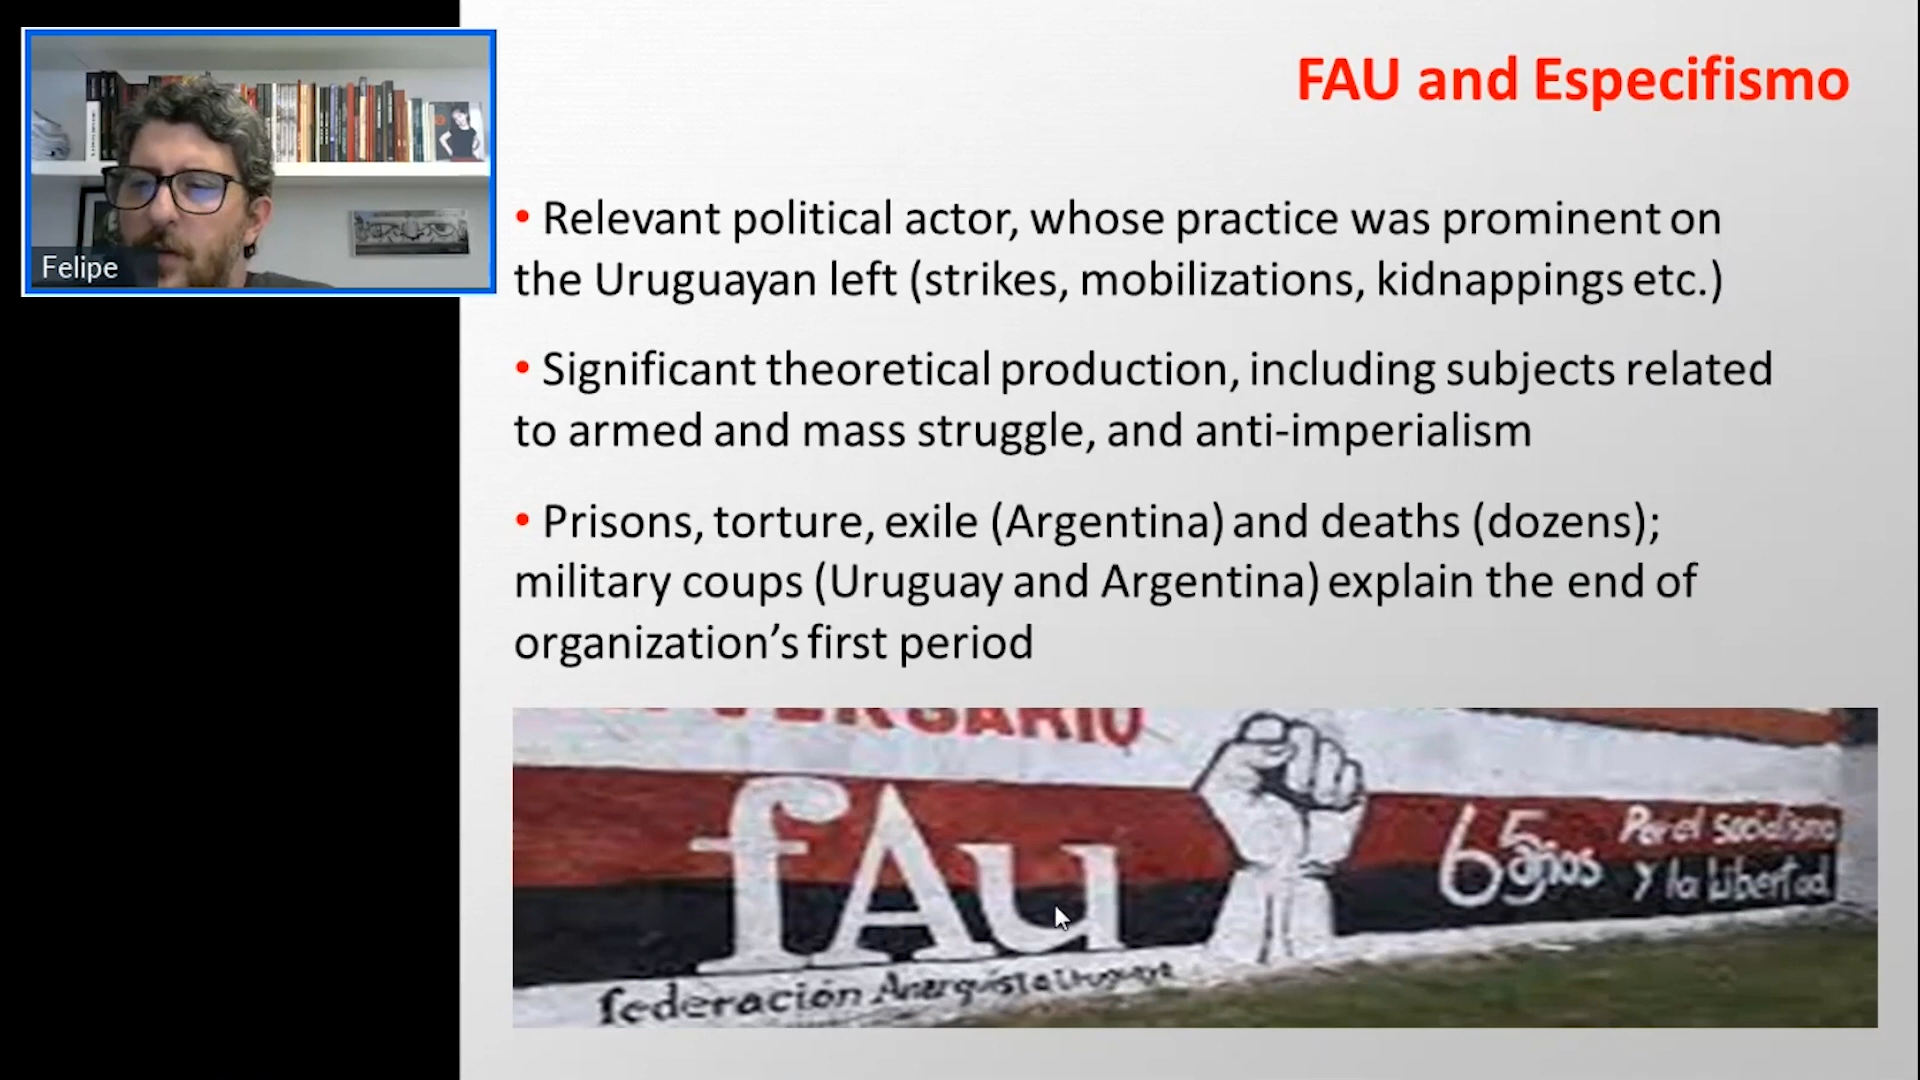 FAU and Especifismo
Felipe
• Relevant political actor, whose practice was prominent on
the Uruguayan left (strikes, mobilizations, kidnappings etc.)
• Significant theoretical production, including subjects related
to armed and mass struggle, and anti-imperialism
• Prisons, torture, exile (Argentina) and deaths (dozens);
military coups (Uruguay and Argentina) explain the end of
organization’s first period
fAu
65 años
Por el Socialismo
y la Libertad
federación Anarquista Uruguaya